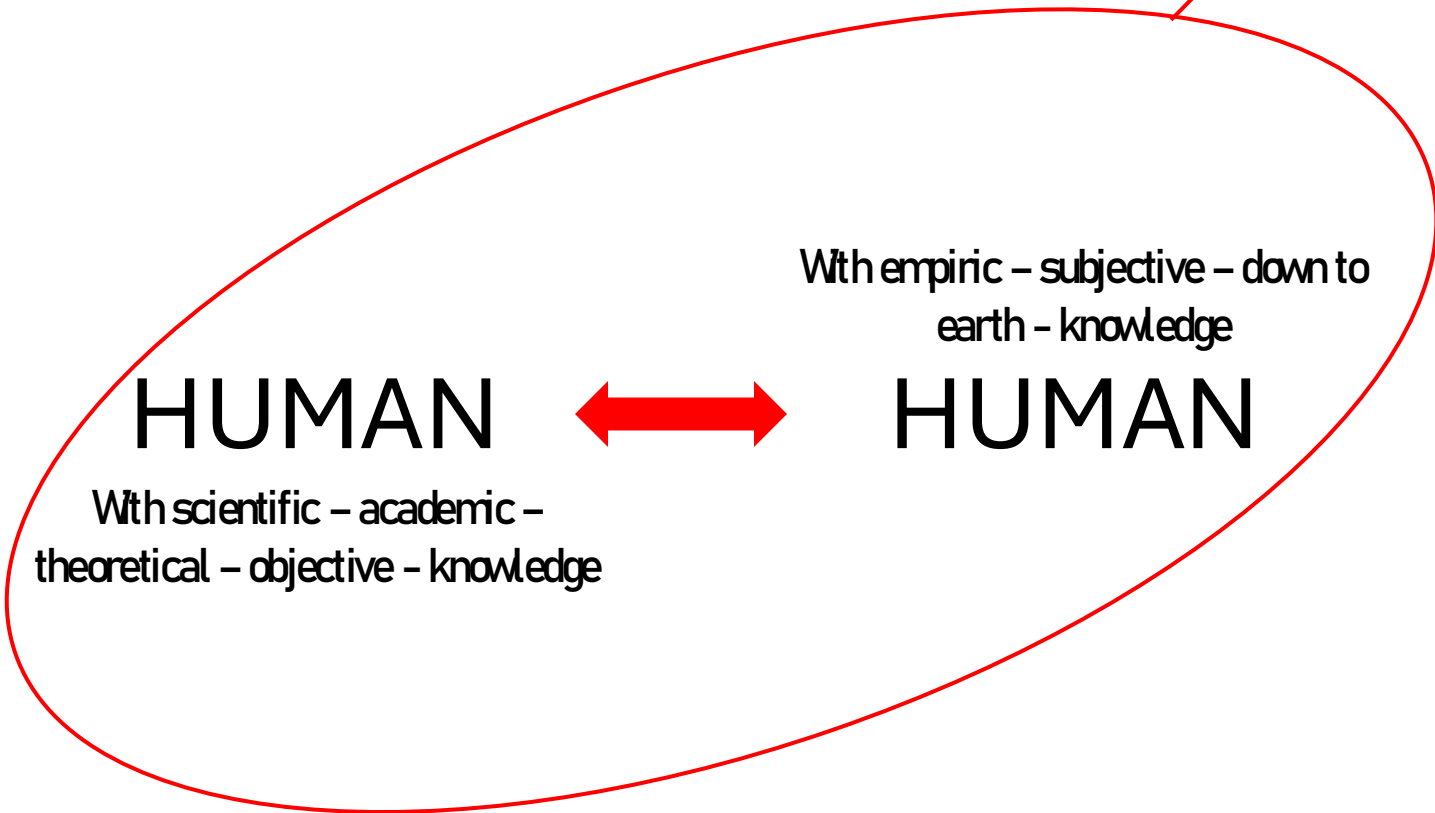 With empiric – subjective – down to
earth - knowledge
HUMAN
HUMAN
With scientific – academic –
theoretical – objective - knowledge